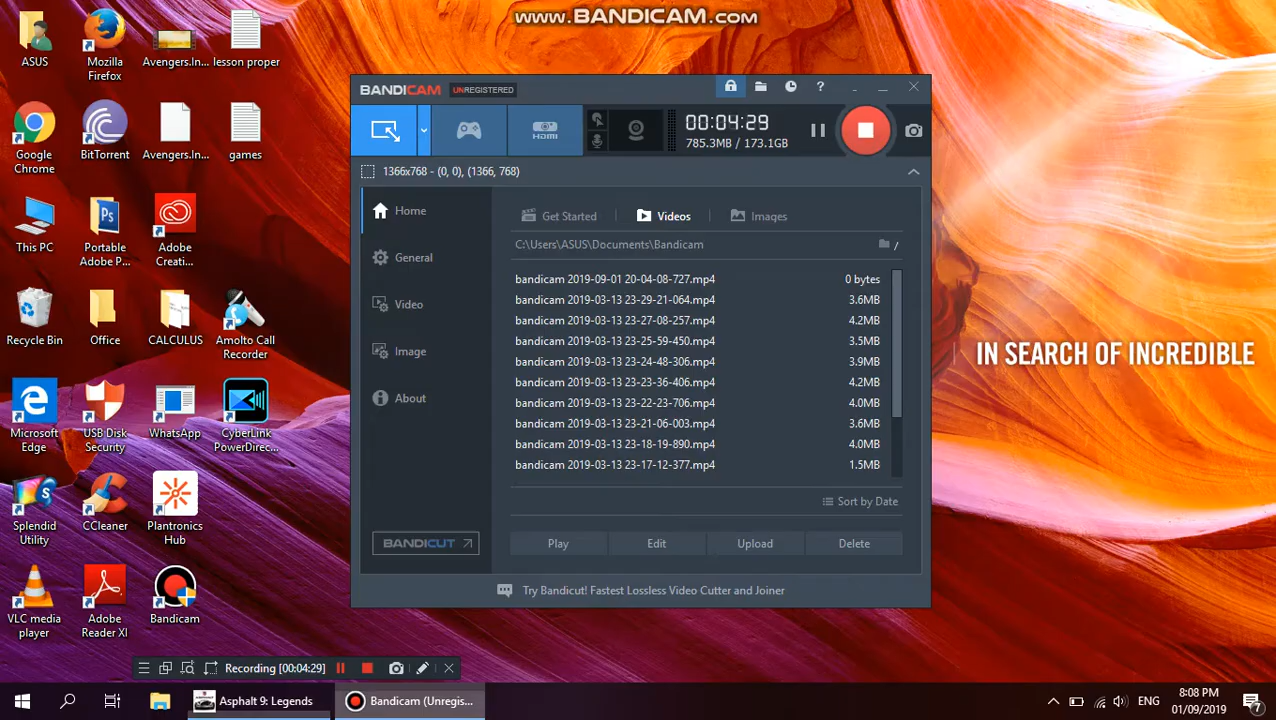 www.BANDICAM.com
ASUS
Mozilla
Firefox
Avengers.In...
lesson proper
Google
Chrome
BitTorrent
Avengers.In...
games
This PC
Portable
Adobe P...
Adobe
Creati...
Recycle Bin
Office
CALCULUS
Amolto Call
Recorder
Microsoft
Edge
USB Disk
Security
WhatsApp
CyberLink
PowerDirec...
Splendid
Utility
CCleaner
Plantronics
Hub
VLC media
player
Adobe
Reader XI
Bandicam
BANDICAM UNREGISTERED
HDMI
00:04:29
785.3MB / 173.1GB
1366x768 - (0, 0), (1366, 768)
Home
General
Video
Image
About
BANDICUT
Get Started
Videos
Images
C:\Users\ASUS\Documents\Bandicam
/
bandicam 2019-09-01 20-04-08-727.mp4 0 bytes
bandicam 2019-03-13 23-29-21-064.mp4 3.6MB
bandicam 2019-03-13 23-27-08-257.mp4 4.2MB
bandicam 2019-03-13 23-25-59-450.mp4 3.5MB
bandicam 2019-03-13 23-24-48-306.mp4 3.9MB
bandicam 2019-03-13 23-23-36-406.mp4 4.2MB
bandicam 2019-03-13 23-22-23-706.mp4 4.0MB
bandicam 2019-03-13 23-21-06-003.mp4 3.6MB
bandicam 2019-03-13 23-18-19-890.mp4 4.0MB
bandicam 2019-03-13 23-17-12-377.mp4 1.5MB
Sort by Date
Play
Edit
Upload
Delete
Try Bandicut! Fastest Lossless Video Cutter and Joiner
IN SEARCH OF INCREDIBLE
Recording [00:04:29]
Asphalt 9: Legends
Bandicam (Unregis...
ENG
8:08 PM
01/09/2019
7